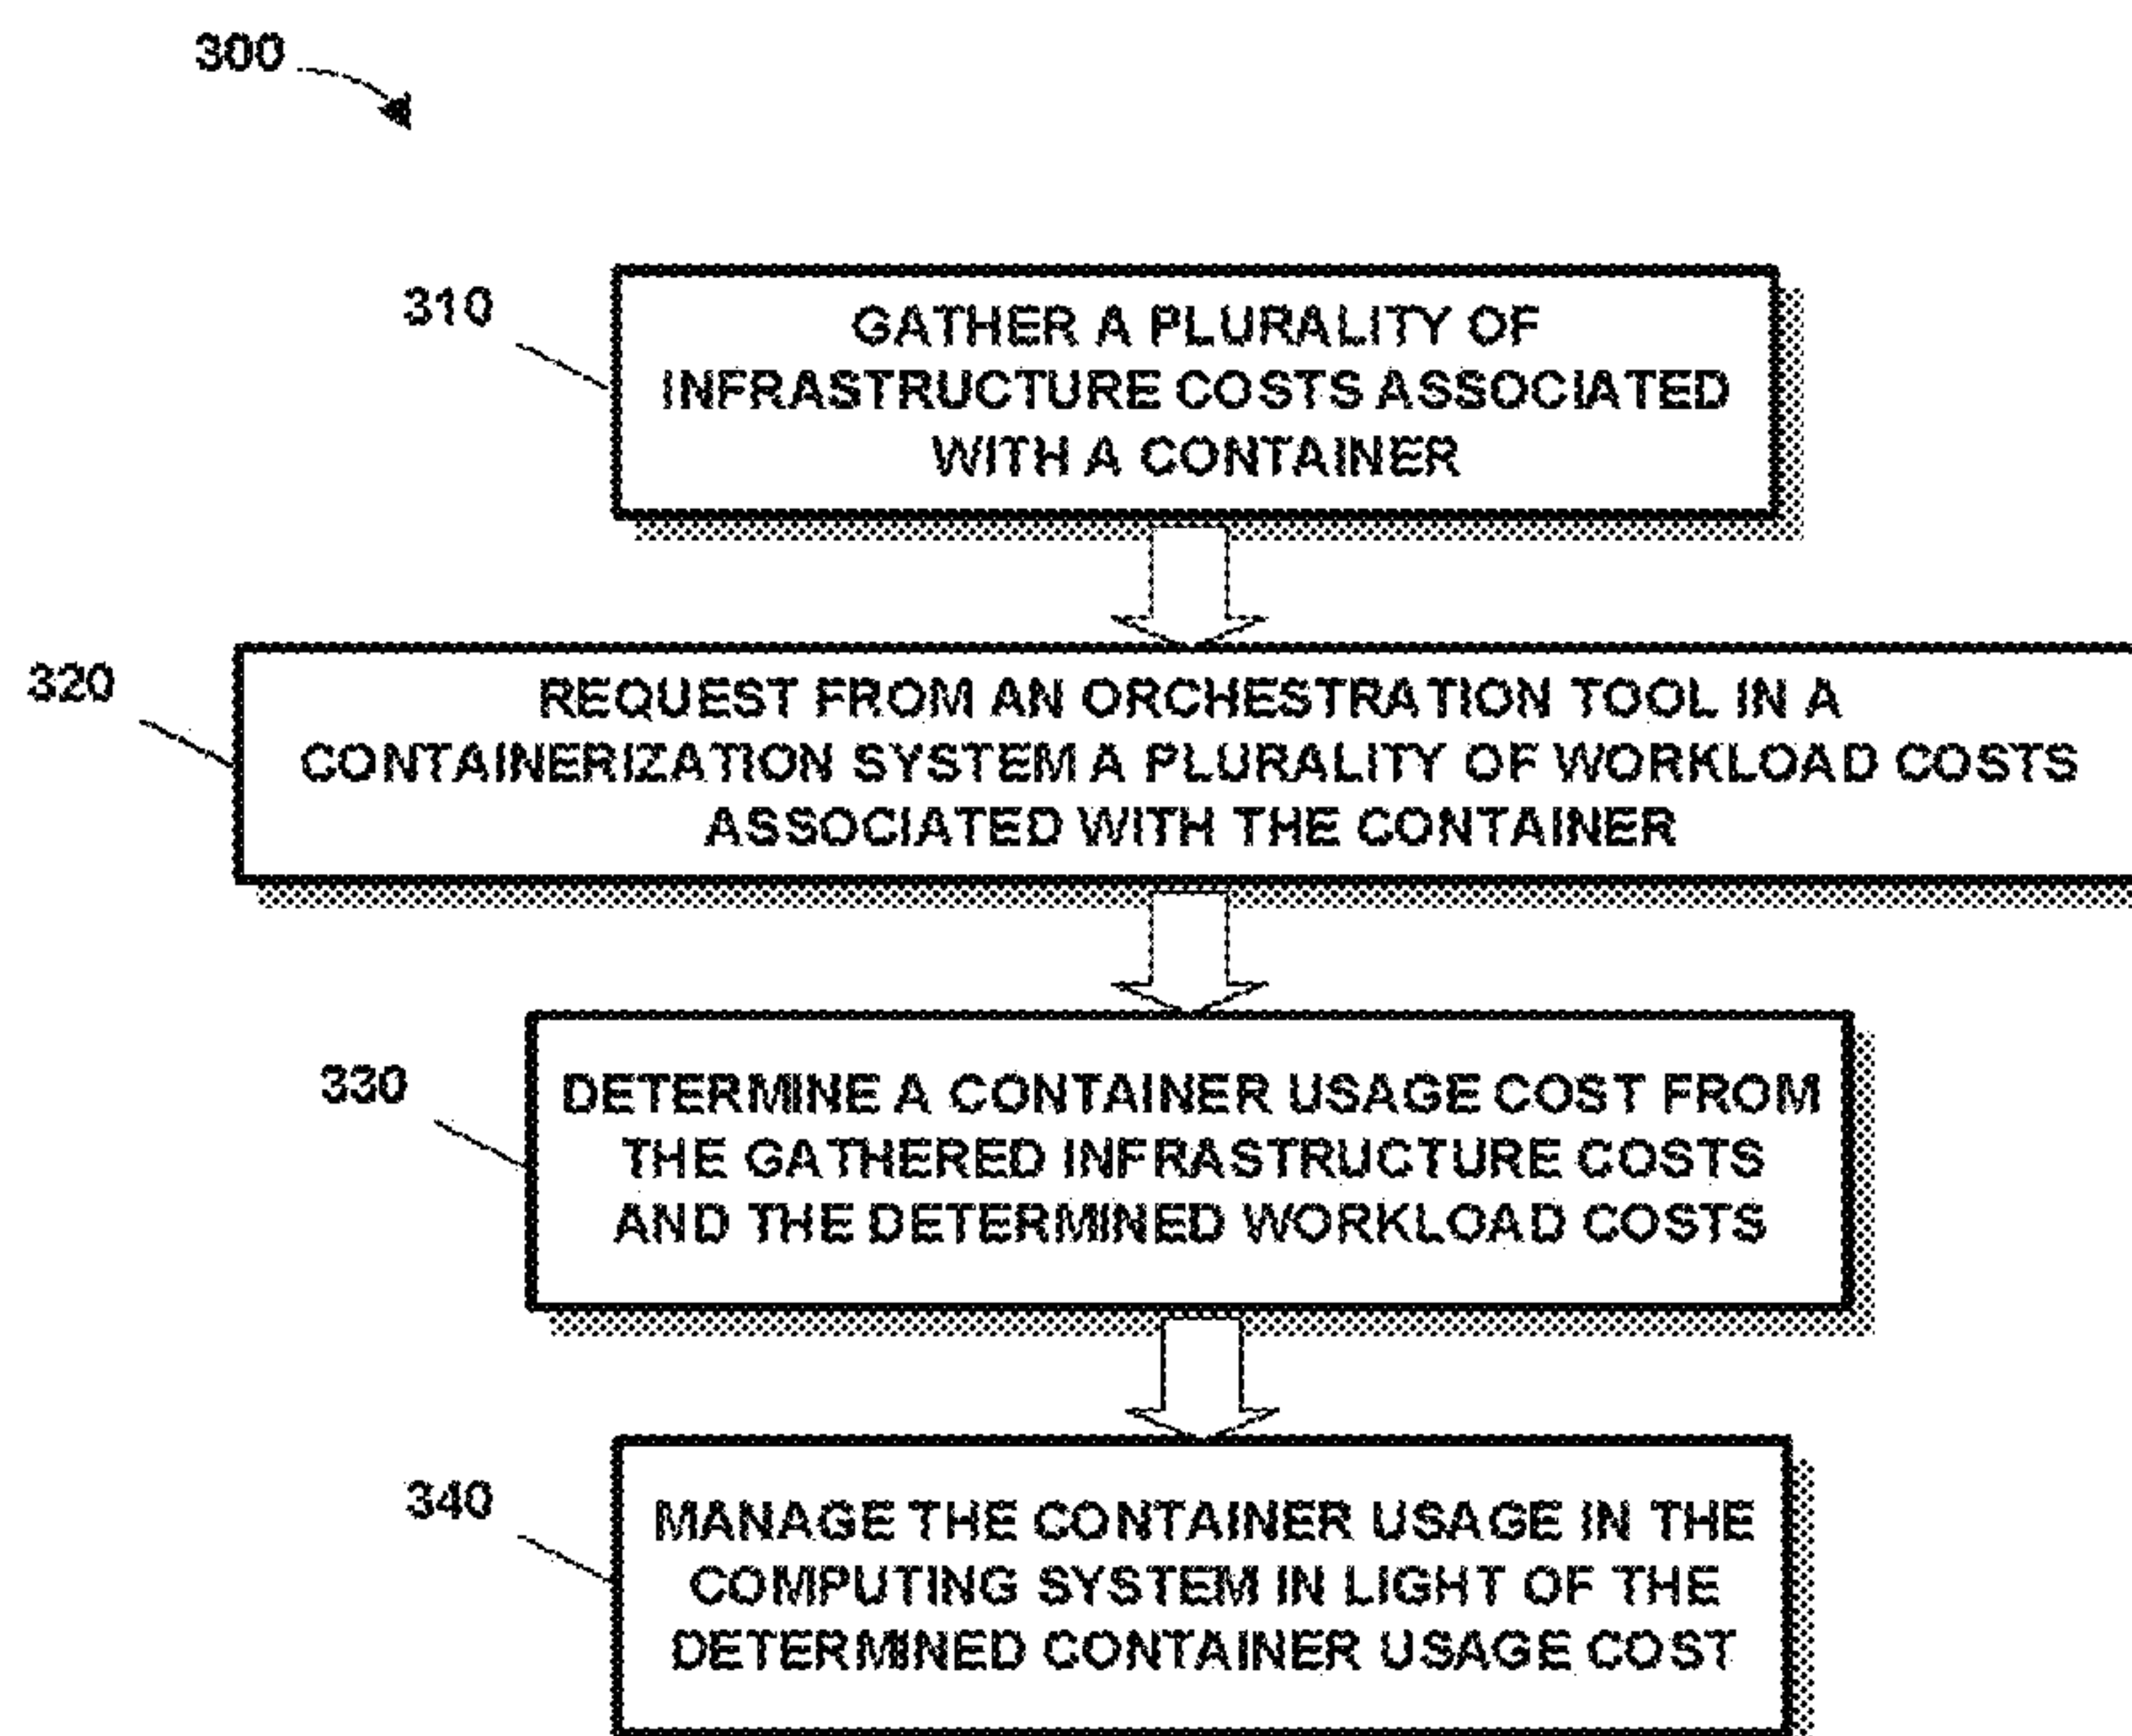 300
310
GATHER A PLURALITY OF
INFRASTRUCTURE COSTS ASSOCIATED
WITH A CONTAINER
320
REQUEST FROM AN ORCHESTRATION TOOL IN A
CONTAINERIZATION SYSTEM A PLURALITY OF WORKLOAD COSTS
ASSOCIATED WITH THE CONTAINER
330
DETERMINE A CONTAINER USAGE COST FROM
THE GATHERED INFRASTRUCTURE COSTS
AND THE DETERMINED WORKLOAD COSTS
340
MANAGE THE CONTAINER USAGE IN THE
COMPUTING SYSTEM IN LIGHT OF THE
DETERMINED CONTAINER USAGE COST